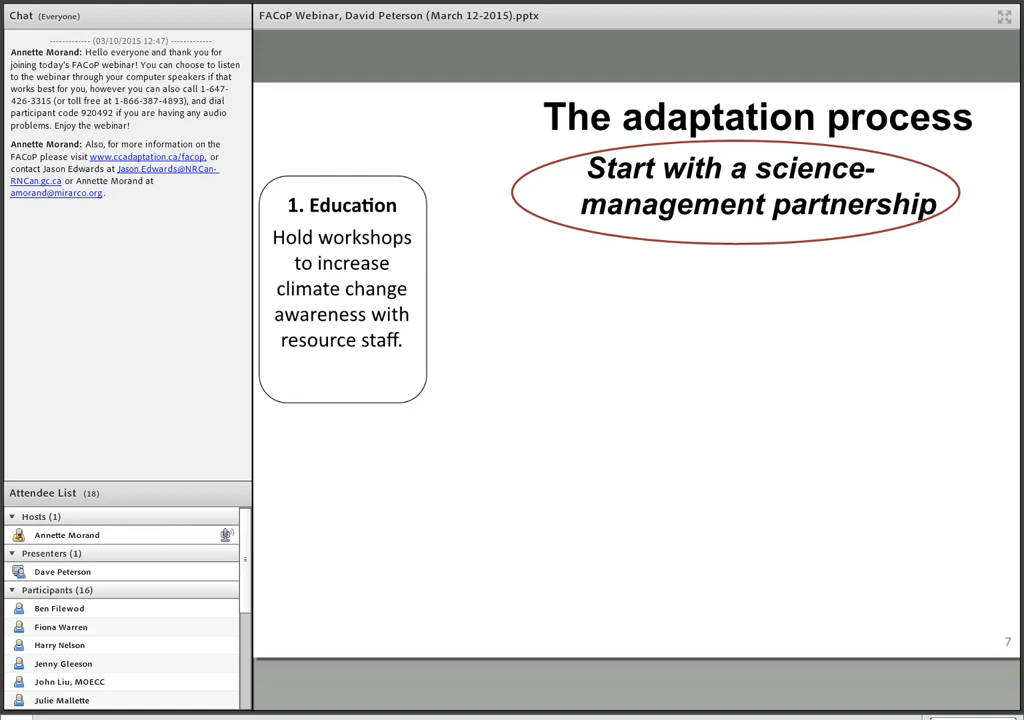 Chat (Everyone)
------------- (03/10/2015 12:47) -------------
Annette Morand: Hello everyone and thank you for
joining today's FACoP webinar! You can choose to listen
to the webinar through your computer speakers if that
works best for you, however you can also call 1-647-
426-3315 (or toll free at 1-866-387-4893), and dial
participant code 920492 if you are having any audio
problems. Enjoy the webinar!
Annette Morand: Also, for more information on the
FACoP please visit www.ccadaptation.ca/facop, or
contact Jason Edwards at Jason.Edwards@NRCan-
RNCan.gc.ca or Annette Morand at
amorand@mirarco.org.
Attendee List (18)
Hosts (1)
Annette Morand
Presenters (1)
Dave Peterson
Participants (16)
Ben Filewod
Fiona Warren
Harry Nelson
Jenny Gleeson
John Liu, MOECC
Julie Mallette
FACoP Webinar, David Peterson (March 12-2015).pptx
The adaptation process
Start with a science-
management partnership
1. Education
Hold workshops
to increase
climate change
awareness with
resource staff.
7